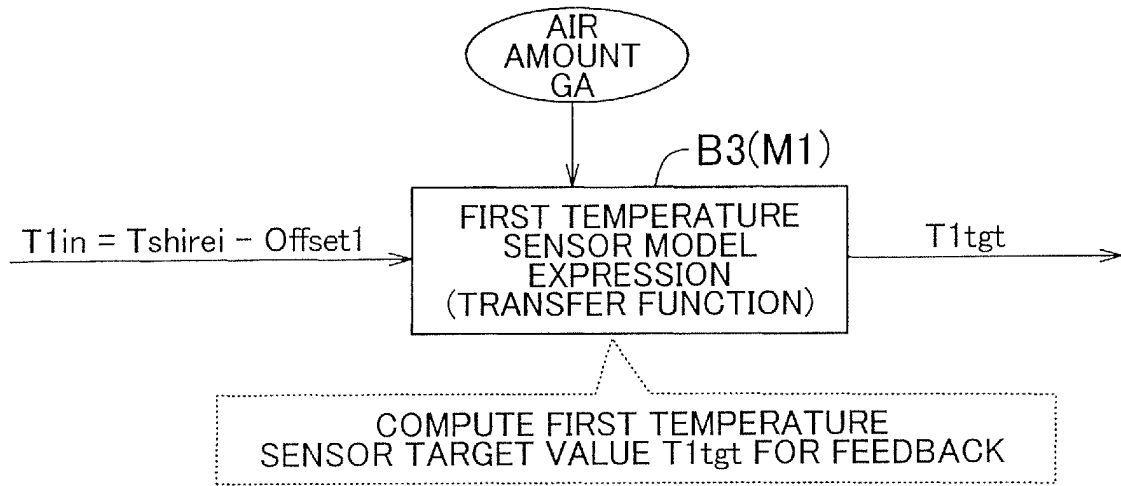 AIR
AMOUNT
GA
B3(M1)
T1in = Tshirei - Offset1
FIRST TEMPERATURE
SENSOR MODEL
EXPRESSION
(TRANSFER FUNCTION)
T1tgt
COMPUTE FIRST TEMPERATURE
SENSOR TARGET VALUE T1tgt FOR FEEDBACK